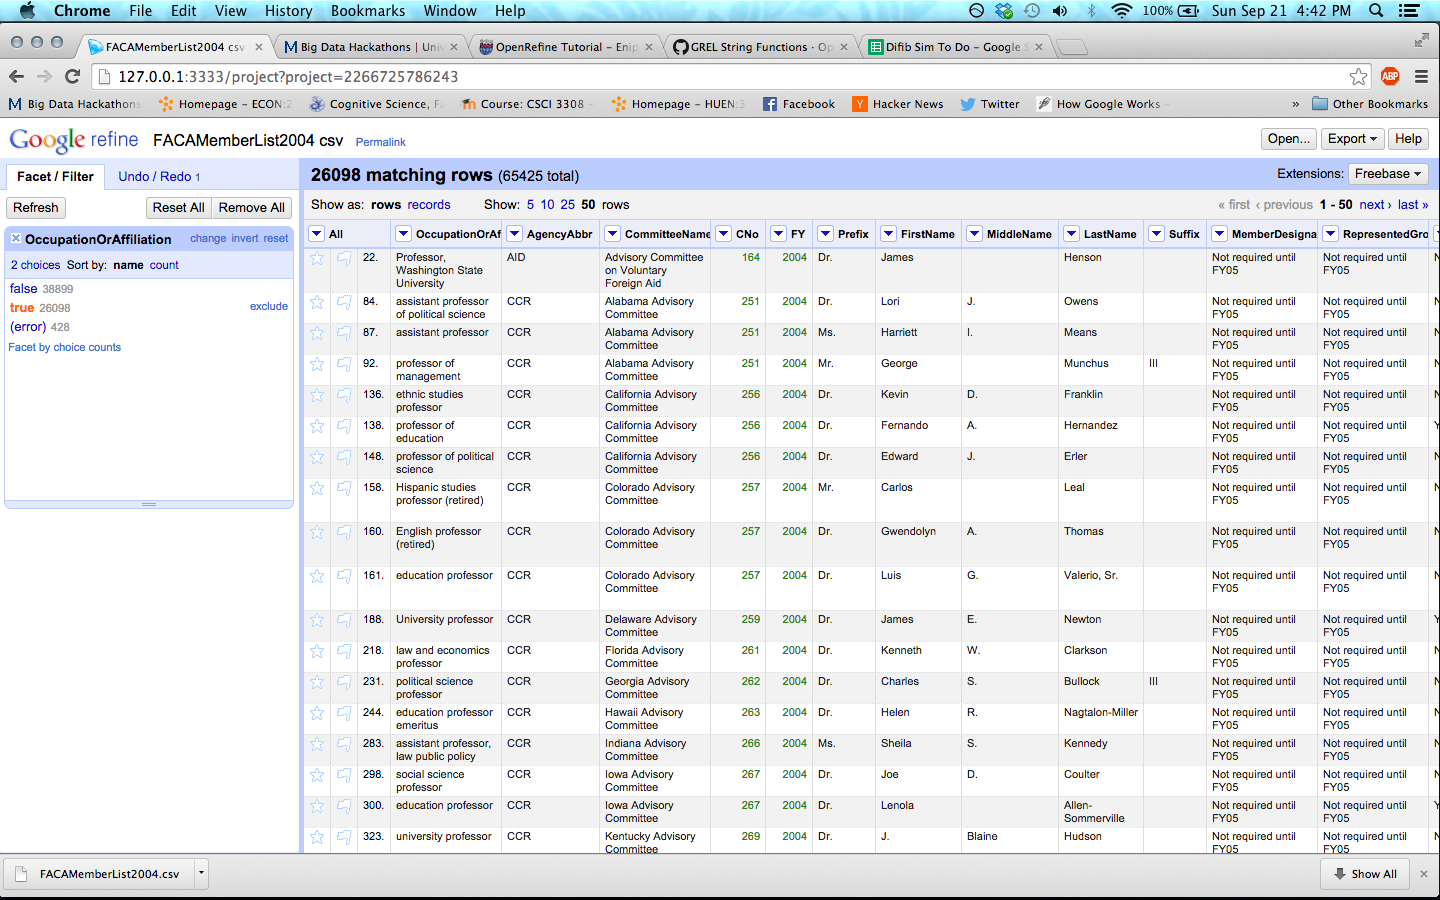 Chrome File Edit View History Bookmarks Window Help 100% Sun Sep 21 4:42 PM
FACAMemberList2004 csv Big Data Hackathons | Univ OpenRefine Tutorial – Enip GREL String Functions · Op Difib Sim To Do – Google S
127.0.0.1:3333/project?project=2266725786243 ABP
Big Data Hackathons Homepage – ECON:2 Cognitive Science, Fa Course: CSCI 3308 – Homepage – HUEN:3 Facebook Hacker News Twitter How Google Works – » Other Bookmarks
Google refine FACAMemberList2004 csv Permalink Open... Export Help
Facet / Filter Undo / Redo 1 26098 matching rows (65425 total) Extensions: Freebase
Refresh Reset All Remove All Show as: rows records Show: 5 10 25 50 rows « first ‹ previous 1 - 50 next › last »
OccupationOrAffiliation change invert reset
2 choices Sort by: name count
false 38899
true 26098 exclude
(error) 428
Facet by choice counts
All OccupationOrAff AgencyAbbr CommitteeName CNo FY Prefix FirstName MiddleName LastName Suffix MemberDesigna RepresentedGro
22. Professor, AID Advisory Committee 164 2004 Dr. James Henson Not required until Not required until N
Washington State on Voluntary FY05 FY05
University Foreign Aid
84. assistant professor CCR Alabama Advisory 251 2004 Dr. Lori J. Owens Not required until Not required until N
of political science Committee FY05 FY05
87. assistant professor CCR Alabama Advisory 251 2004 Ms. Harriett I. Means Not required until Not required until N
Committee FY05 FY05
92. professor of CCR Alabama Advisory 251 2004 Mr. George Munchus III Not required until Not required until N
management Committee FY05 FY05
136. ethnic studies CCR California Advisory 256 2004 Dr. Kevin D. Franklin Not required until Not required until N
professor Committee FY05 FY05
138. professor of CCR California Advisory 256 2004 Dr. Fernando A. Hernandez Not required until Not required until Y
education Committee FY05 FY05
148. professor of political CCR California Advisory 256 2004 Dr. Edward J. Erler Not required until Not required until N
science Committee FY05 FY05
158. Hispanic studies CCR Colorado Advisory 257 2004 Mr. Carlos Leal Not required until Not required until N
professor (retired) Committee FY05 FY05
160. English professor CCR Colorado Advisory 257 2004 Dr. Gwendolyn A. Thomas Not required until Not required until N
(retired) Committee FY05 FY05
161. education professor CCR Colorado Advisory 257 2004 Dr. Luis G. Valerio, Sr. Not required until Not required until N
Committee FY05 FY05
188. University professor CCR Delaware Advisory 259 2004 Dr. James E. Newton Not required until Not required until Y
Committee FY05 FY05
218. law and economics CCR Florida Advisory 261 2004 Dr. Kenneth W. Clarkson Not required until Not required until N
professor Committee FY05 FY05
231. political science CCR Georgia Advisory 262 2004 Dr. Charles S. Bullock III Not required until Not required until N
professor Committee FY05 FY05
244. education professor CCR Hawaii Advisory 263 2004 Dr. Helen R. Nagtalon-Miller Not required until Not required until N
emeritus Committee FY05 FY05
283. assistant professor, CCR Indiana Advisory 266 2004 Ms. Sheila S. Kennedy Not required until Not required until N
law public policy Committee FY05 FY05
298. social science CCR Iowa Advisory 267 2004 Dr. Joe D. Coulter Not required until Not required until N
professor Committee FY05 FY05
300. education professor CCR Iowa Advisory 267 2004 Dr. Lenola Allen- Not required until Not required until Y
Committee Sommerville FY05 FY05
323. university professor CCR Kentucky Advisory 269 2004 Dr. J. Blaine Hudson Not required until Not required until N
Committee FY05 FY05
FACAMemberList2004.csv Show All